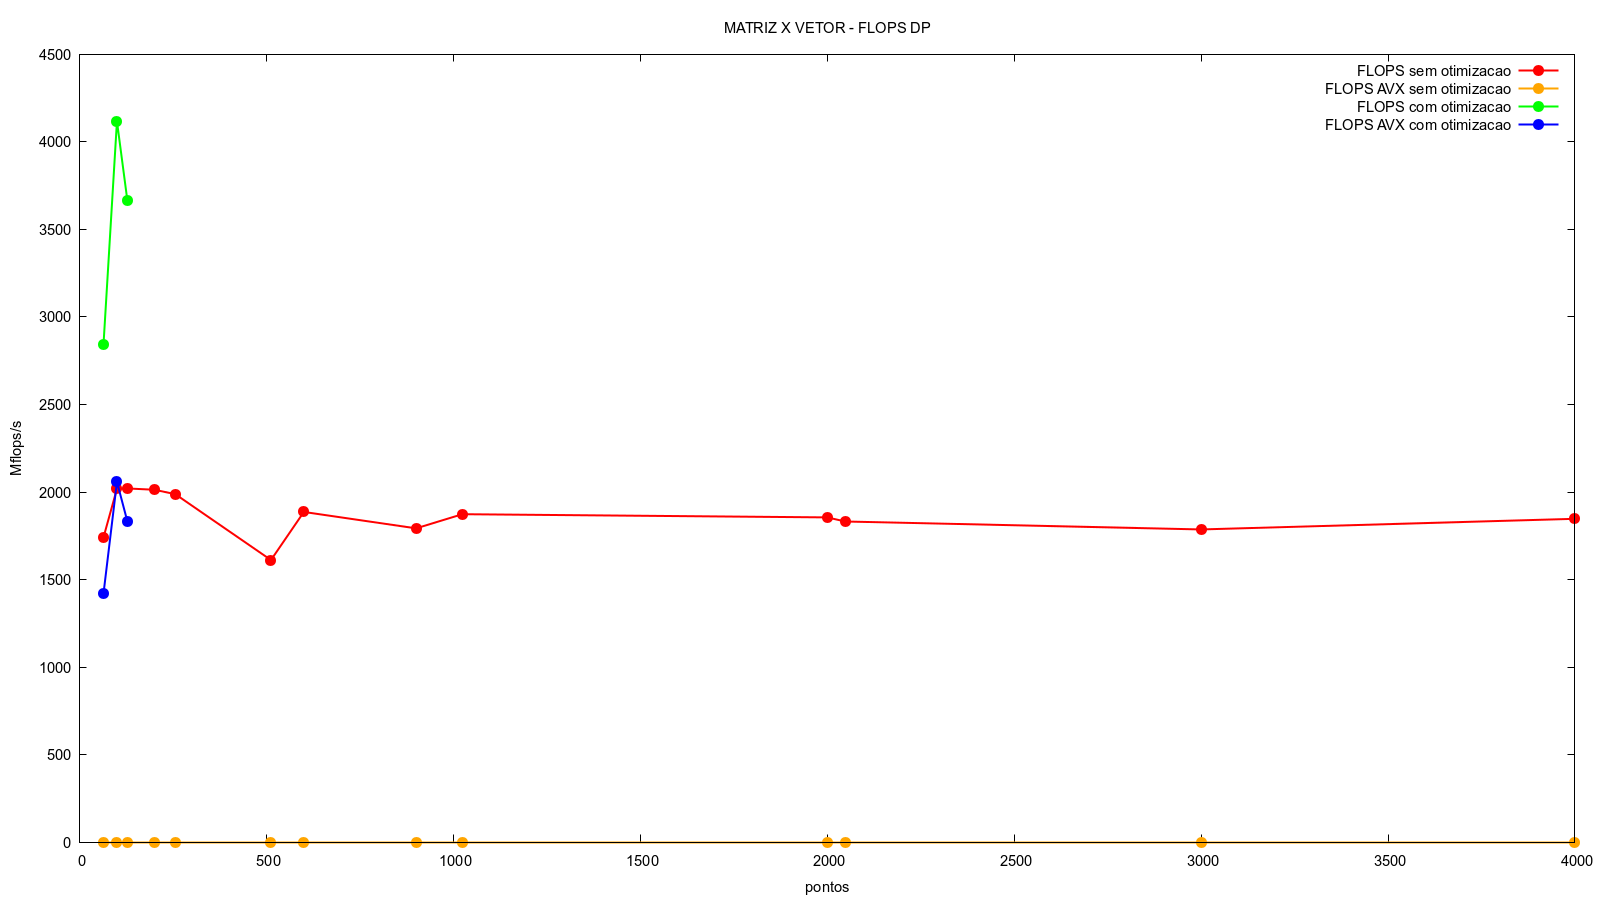 MATRIZ X VETOR - FLOPS DP
4500
4000
3500
3000
2500
2000
1500
1000
500
0
Mflops/s
FLOPS sem otimizacao
FLOPS AVX sem otimizacao
FLOPS com otimizacao
FLOPS AVX com otimizacao
0 500 1000 1500 2000 2500 3000 3500 4000
pontos